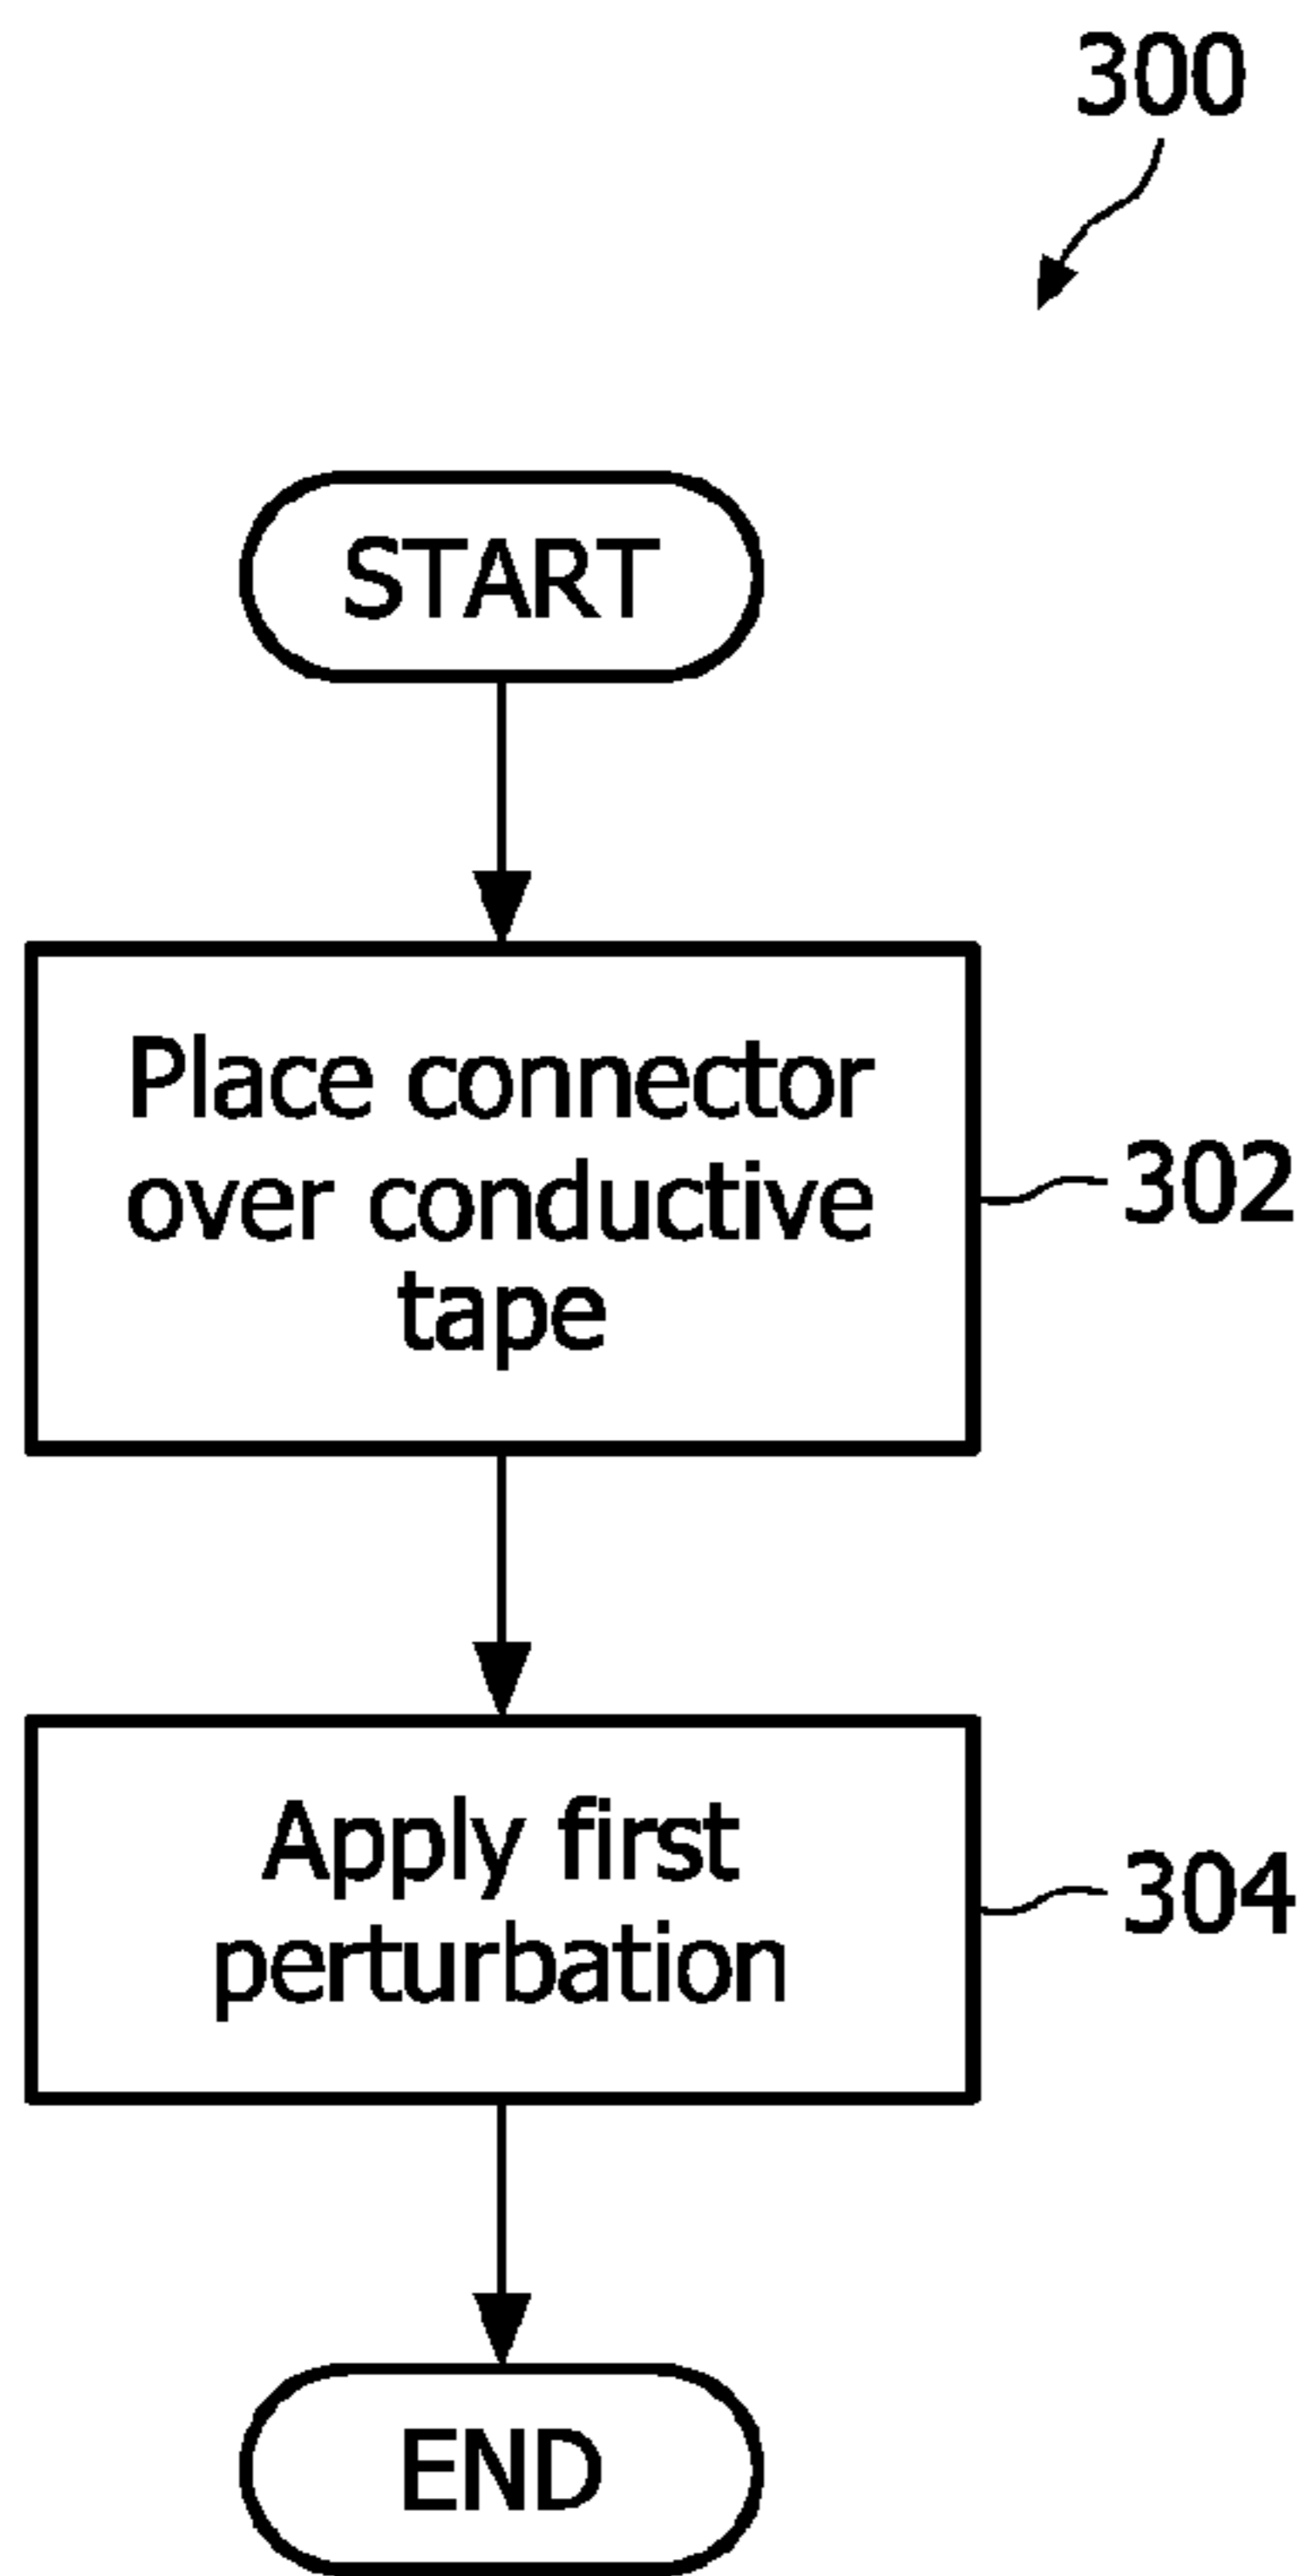 300
START
Place connector
over conductive
tape
302
Apply first
perturbation
304
END